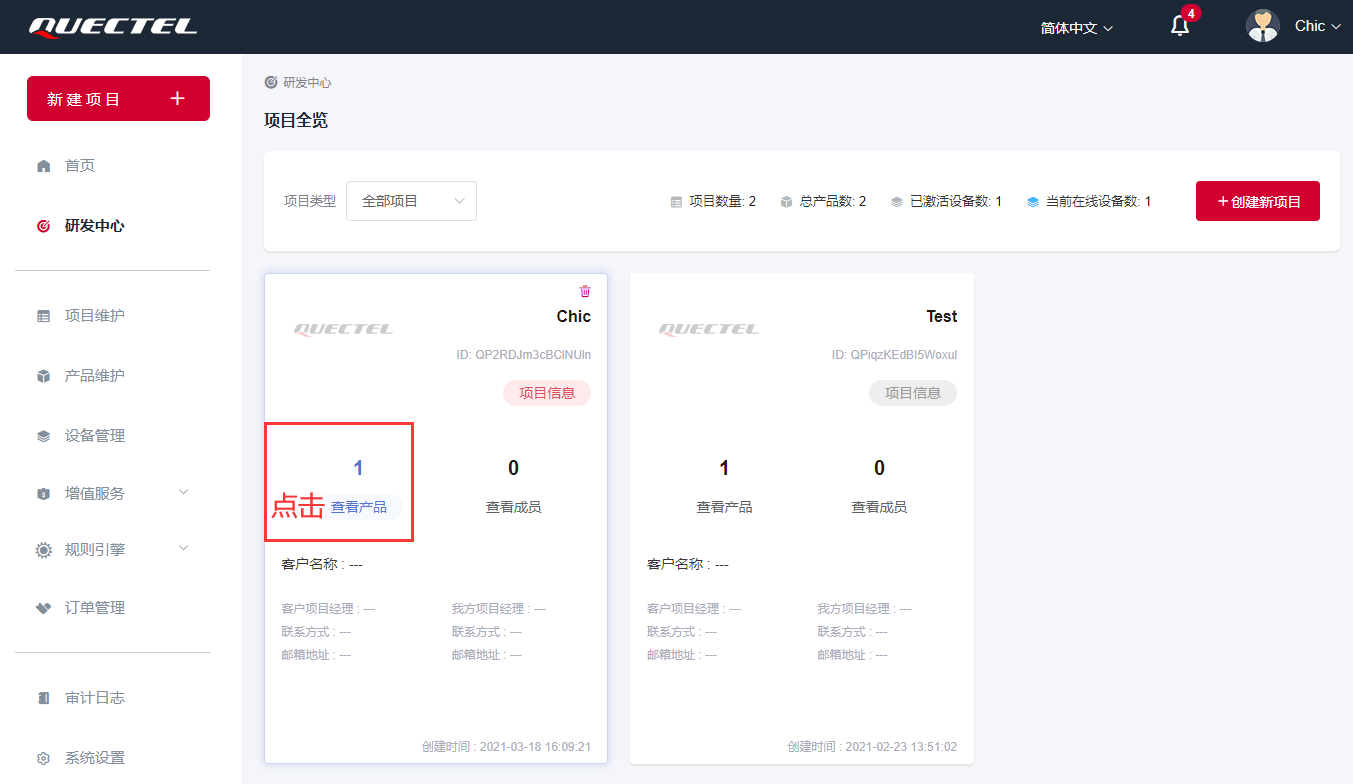 QUECTEL
简体中文
4
Chic
新建项目 +
首页
研发中心
项目维护
产品维护
设备管理
增值服务
规则引擎
订单管理
审计日志
系统设置
研发中心
项目全览
项目类型 全部项目 项目数量: 2 总产品数: 2 已激活设备数: 1 当前在线设备数: 1 +创建新项目
QUECTEL
Chic
ID: QP2RDJm3cBClNUln
项目信息
1 0
点击 查看产品 查看成员
客户名称 : ---
客户项目经理 : --- 我方项目经理 : ---
联系方式 : --- 联系方式 : ---
邮箱地址 : --- 邮箱地址 : ---
创建时间 : 2021-03-18 16:09:21
QUECTEL
Test
ID: QPiqzKEdBI5Woxul
项目信息
1 0
查看产品 查看成员
客户名称 : ---
客户项目经理 : --- 我方项目经理 : ---
联系方式 : --- 联系方式 : ---
邮箱地址 : --- 邮箱地址 : ---
创建时间 : 2021-02-23 13:51:02